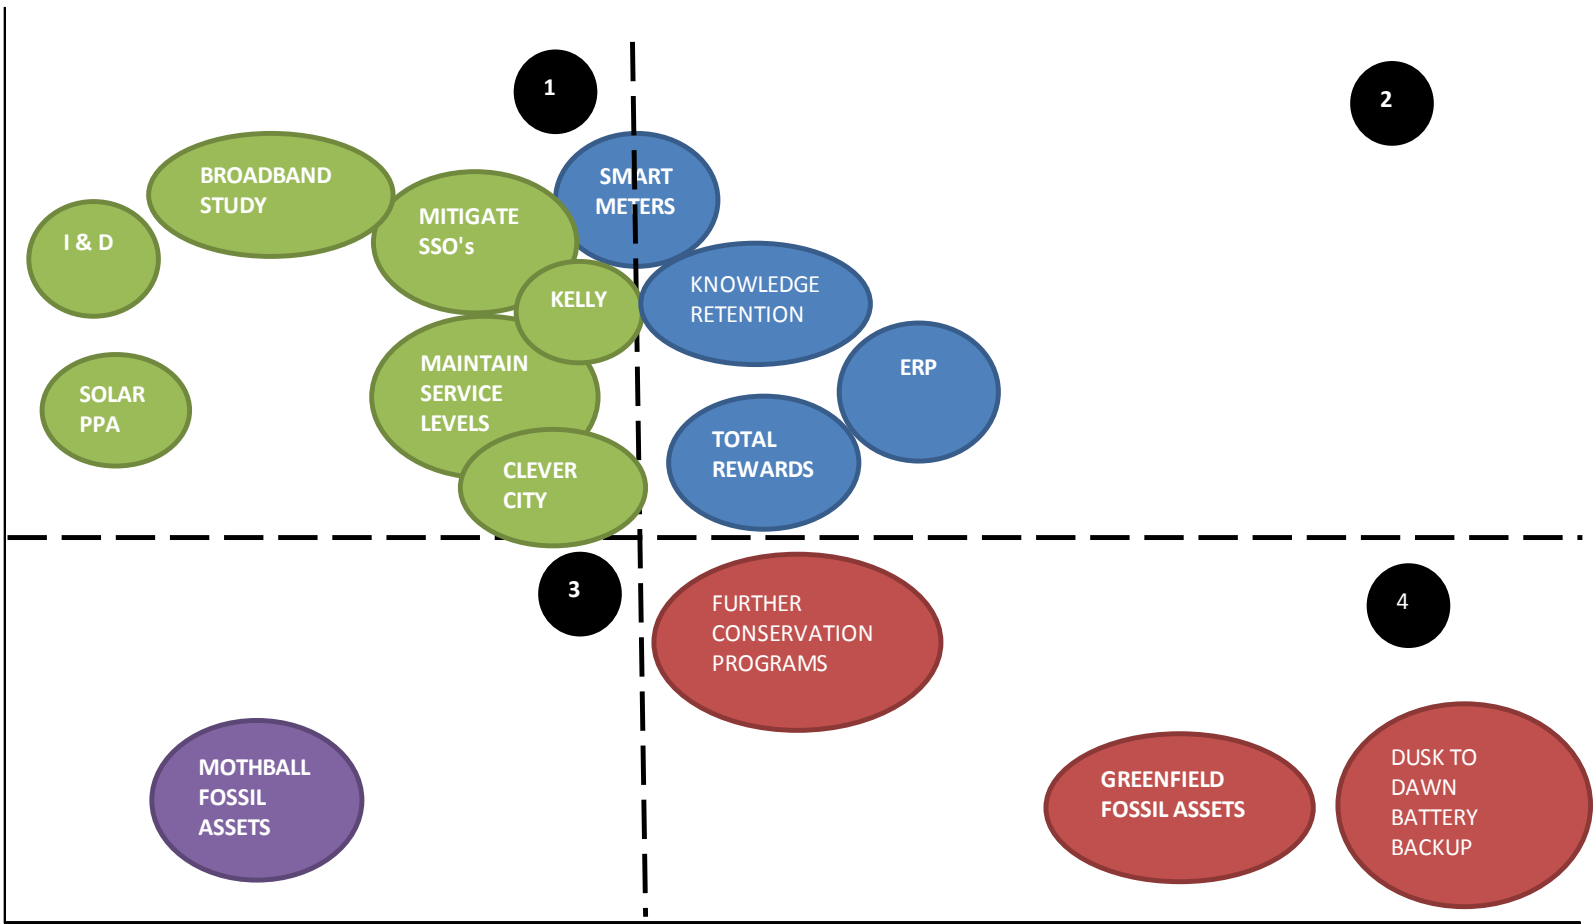 1
2
BROADBAND
STUDY
SMART
METERS
MITIGATE
SSO's
I & D
KELLY
KNOWLEDGE
RETENTION
MAINTAIN
SERVICE
LEVELS
ERP
SOLAR
PPA
TOTAL
REWARDS
CLEVER
CITY
3
4
FURTHER
CONSERVATION
PROGRAMS
MOTHBALL
FOSSIL
ASSETS
GREENFIELD
FOSSIL ASSETS
DUSK TO
DAWN
BATTERY
BACKUP